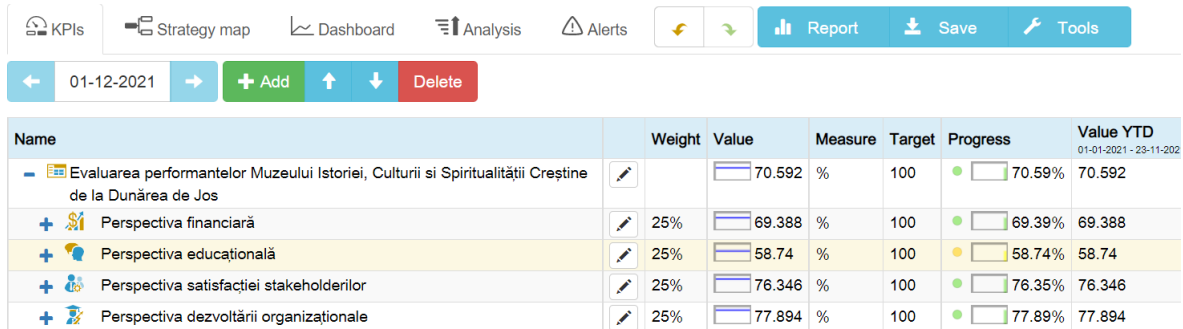 KPIs Strategy map Dashboard Analysis Alerts Report Save Tools
01-12-2021 Add Delete
Name Weight Value Measure Target Progress Value YTD
01-01-2021 - 23-11-202
Evaluarea performantelor Muzeului Istoriei, Culturii si Spiritualității Creștine 70.592 % 100 70.59% 70.592
de la Dunărea de Jos
Perspectiva financiară 25% 69.388 % 100 69.39% 69.388
Perspectiva educațională 25% 58.74 % 100 58.74% 58.74
Perspectiva satisfacției stakeholderilor 25% 76.346 % 100 76.35% 76.346
Perspectiva dezvoltării organizaționale 25% 77.894 % 100 77.89% 77.894